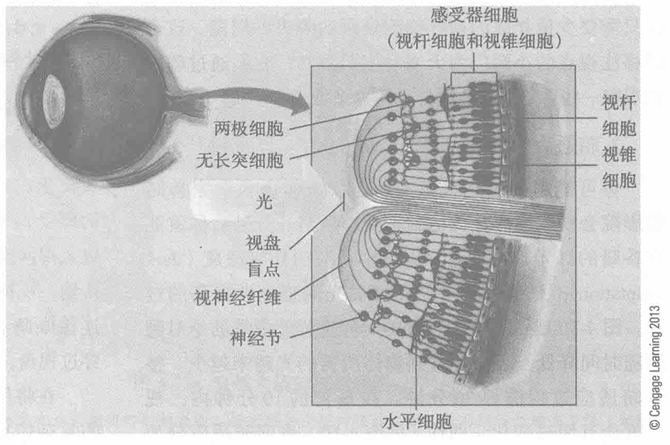 感受器细胞
(视杆细胞和视锥细胞)
两极细胞
无长突细胞
光
视盘
盲点
视神经纤维
神经节
水平细胞
视杆
细胞
视锥
细胞
© Cengage Learning 2013